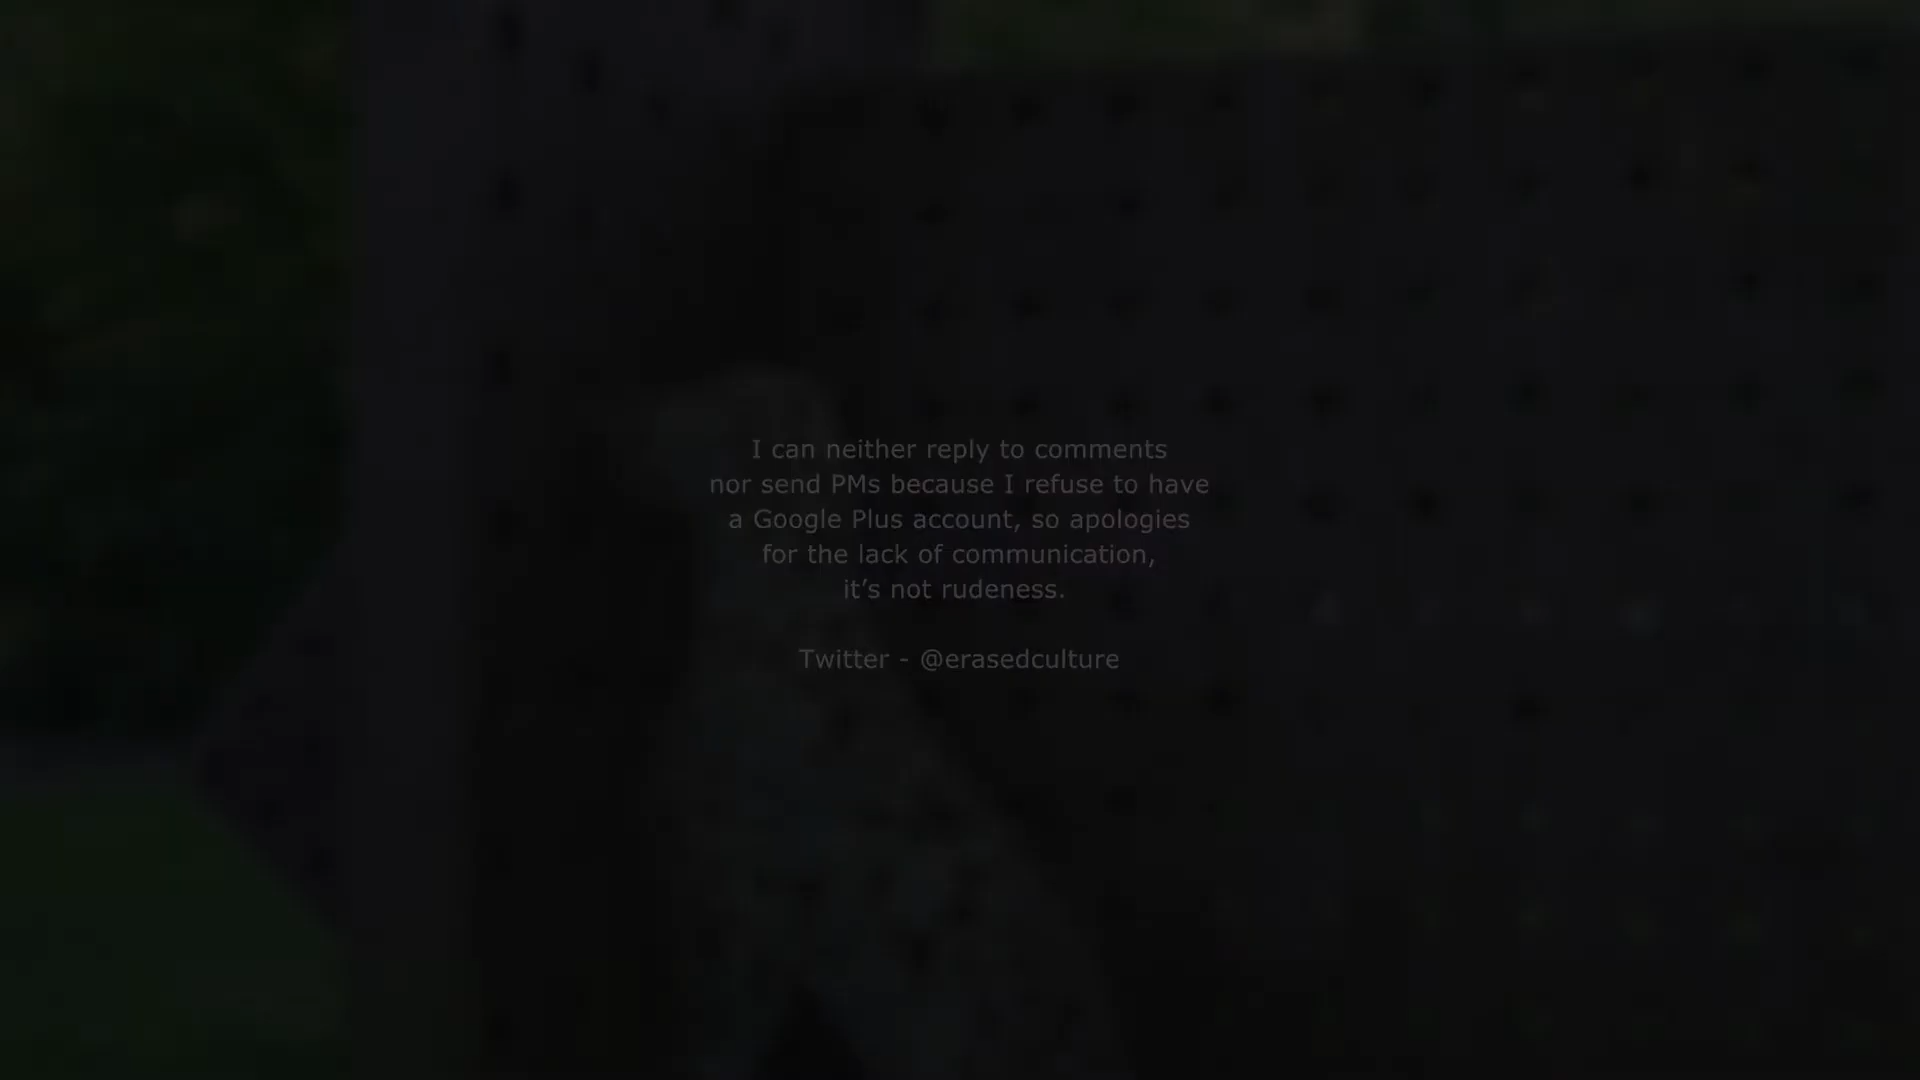 I can neither reply to comments
nor send PMs because I refuse to have
a Google Plus account, so apologies
for the lack of communication,
it’s not rudeness.
Twitter - @erasedculture